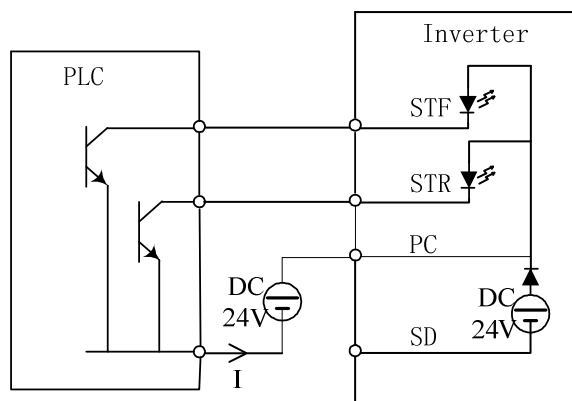 Inverter
PLC
STF
STR
PC
DC
24V
DC
24V
SD
I